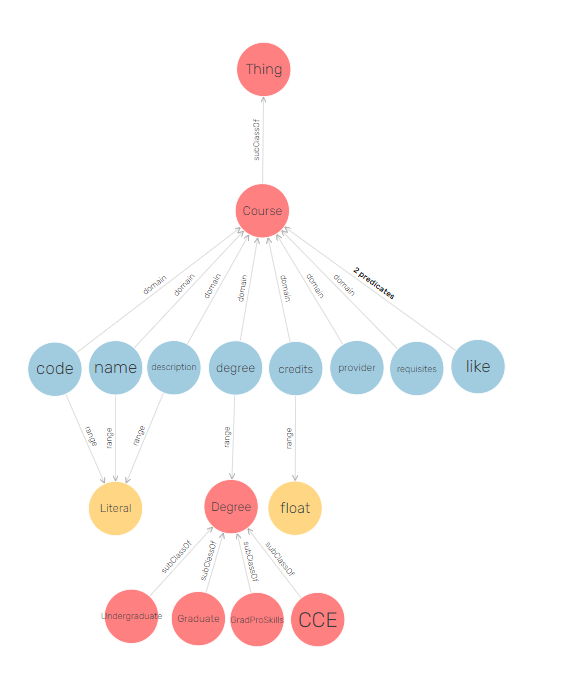 Thing
subClassOf
Course
domain
domain
domain
domain
domain
domain
domain
2 predicates
code
name
description
degree
credits
provider
requisites
like
range
range
range
range
range
Literal
Degree
float
subClassOf
subClassOf
subClassOf
subClassOf
Undergraduate
Graduate
GradProSkills
CCE